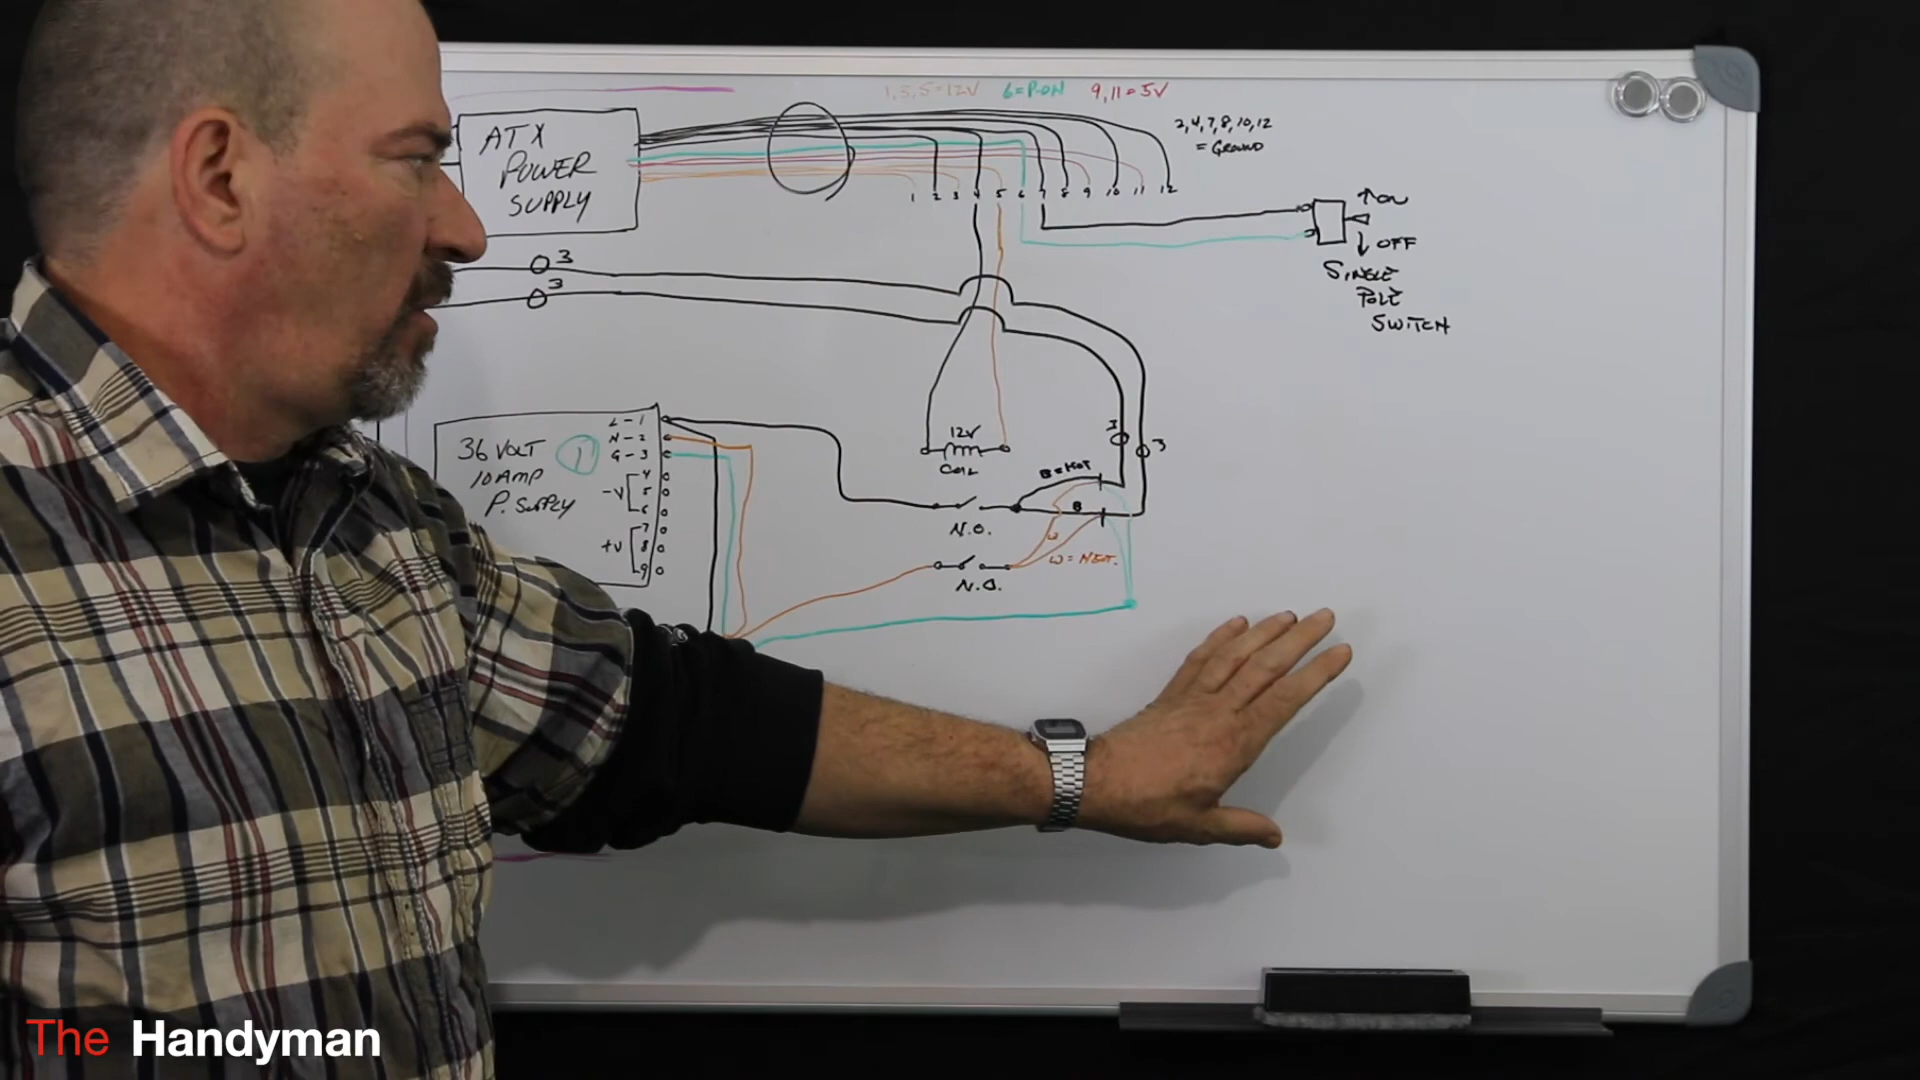 1,3,5=12V 6=P-ON 9,11=5V
ATX
POWER
SUPPLY
2,4,7,8,10,12
= GROUND
1 2 3 4 5 6 7 8 9 10 11 12
↑ON
↓OFF
SINGLE
POLE
SWITCH
3
3
36 VOLT
10 AMP
P. SUPPLY
1
L-1
N-2
G-3
4
-V 5
6
7
+V 8
9
12V
COIL
3
3
B=HOT
B
N.O.
W
W=NEUT.
N.O.
The Handyman